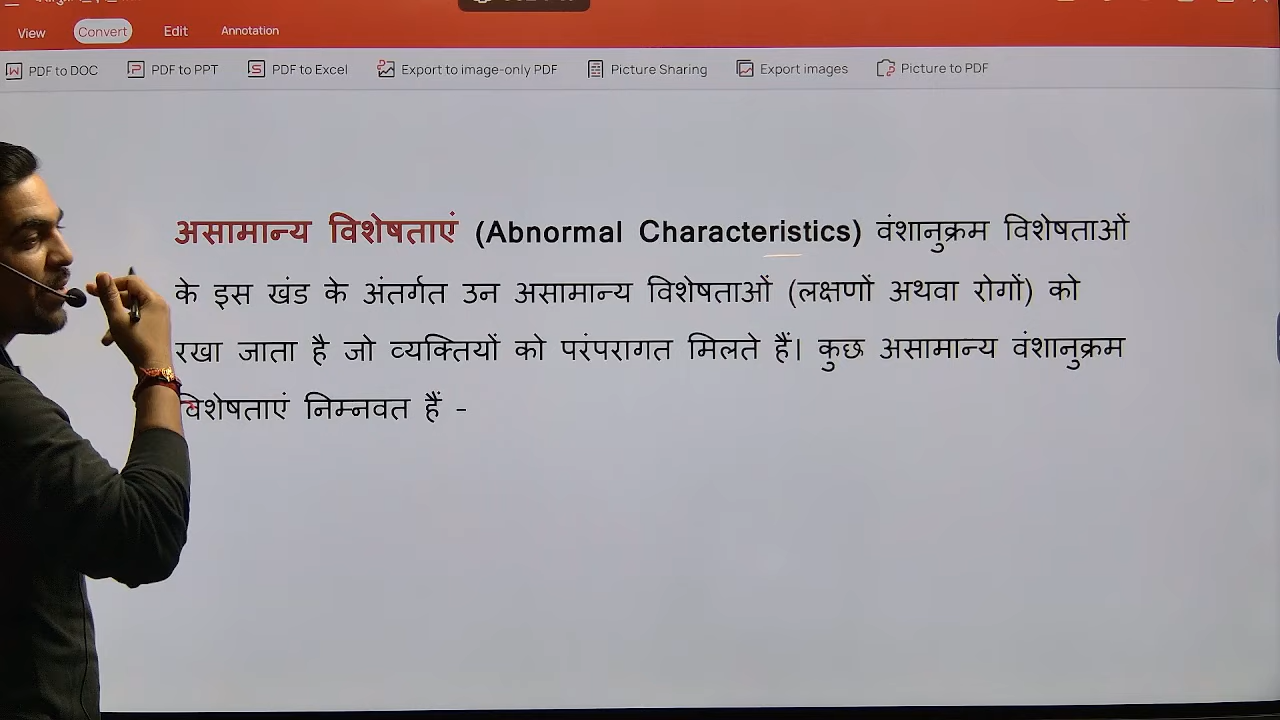 View Convert Edit Annotation
PDF to DOC PDF to PPT PDF to Excel Export to image-only PDF Picture Sharing Export images Picture to PDF
असामान्य विशेषताएं (Abnormal Characteristics) वंशानुक्रम विशेषताओं
के इस खंड के अंतर्गत उन असामान्य विशेषताओं (लक्षणों अथवा रोगों) को
रखा जाता है जो व्यक्तियों को परंपरागत मिलते हैं। कुछ असामान्य वंशानुक्रम
विशेषताएं निम्नवत हैं -